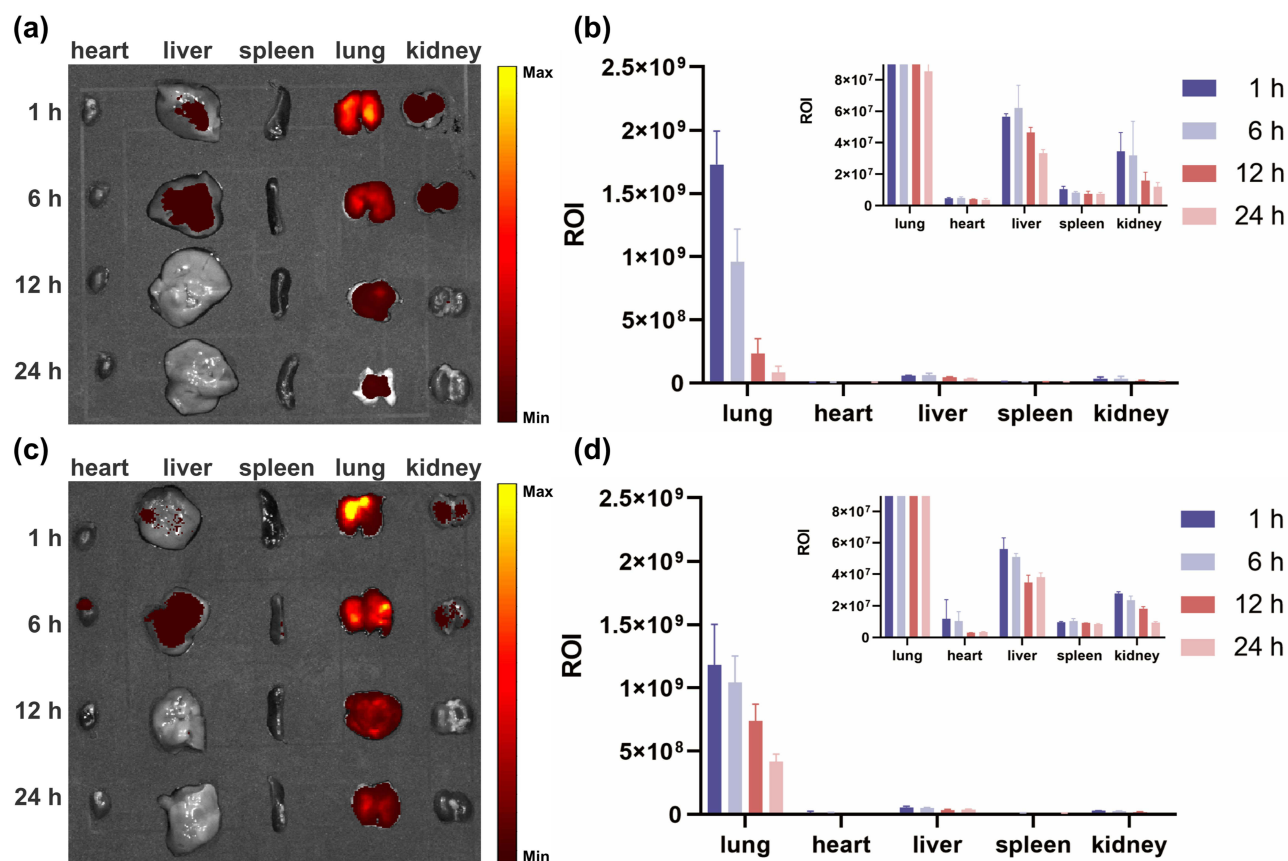 (a)
heart liver spleen lung kidney
1 h
6 h
12 h
24 h
Max
Min
(b)
2.5×10⁹
2.0×10⁹
1.5×10⁹
1×10⁹
5×10⁸
0
ROI
lung heart liver spleen kidney
8×10⁷
6×10⁷
4×10⁷
2×10⁷
0
ROI
lung heart liver spleen kidney
1 h
6 h
12 h
24 h
(c)
heart liver spleen lung kidney
1 h
6 h
12 h
24 h
Max
Min
(d)
2.5×10⁹
2×10⁹
1.5×10⁹
1×10⁹
5×10⁸
0
ROI
lung heart liver spleen kidney
8×10⁷
6×10⁷
4×10⁷
2×10⁷
0
ROI
lung heart liver spleen kidney
1 h
6 h
12 h
24 h